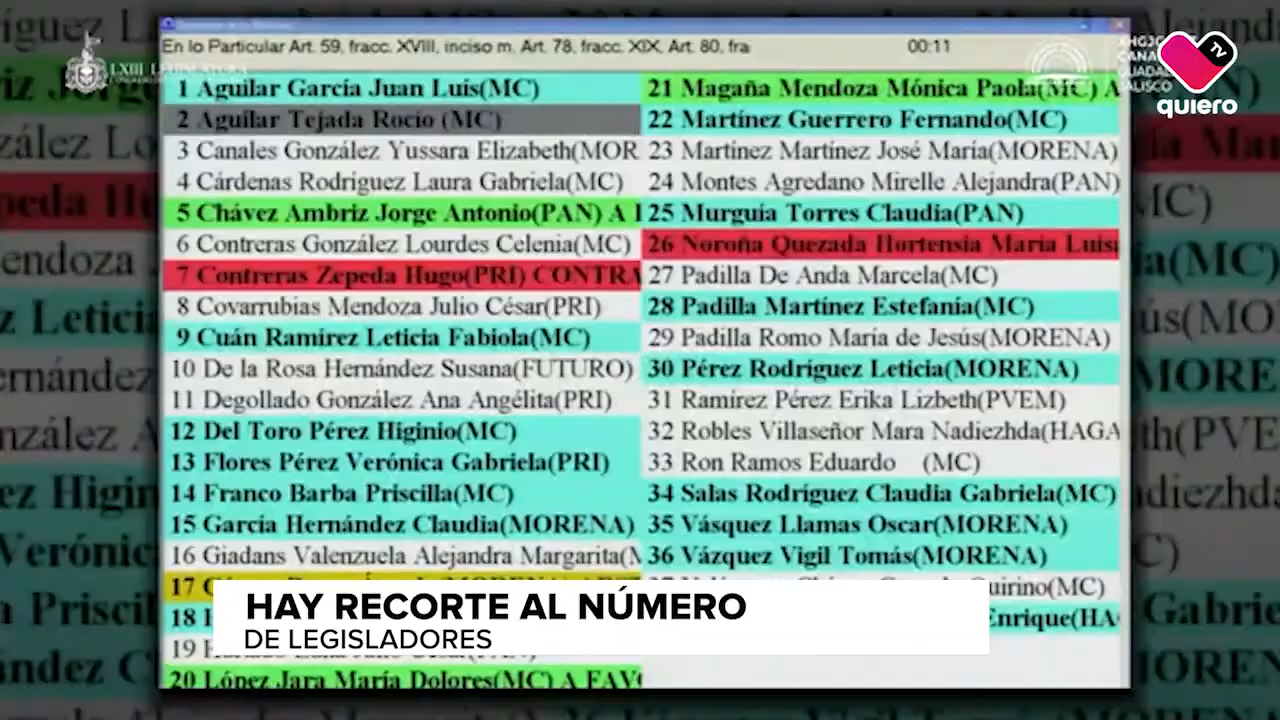 En lo Particular Art. 59, fracc. XVIII, inciso m. Art. 78, fracc. XIX, Art. 80, fra
00:11
LXIII LEGISLATURA
TV
quiero
1 Aguilar García Juan Luis(MC)
2 Aguilar Tejada Rocío (MC)
3 Canales González Yussara Elizabeth(MOR
4 Cárdenas Rodríguez Laura Gabriela(MC)
5 Chávez Ambriz Jorge Antonio(PAN) A
6 Contreras González Lourdes Celenia(MC)
7 Contreras Zepeda Hugo(PRI) CONTRA
8 Covarrubias Mendoza Julio César(PRI)
9 Cuán Ramírez Leticia Fabiola(MC)
10 De la Rosa Hernández Susana(FUTURO)
11 Degollado González Ana Angélita(PRI)
12 Del Toro Pérez Higinio(MC)
13 Flores Pérez Verónica Gabriela(PRI)
14 Franco Barba Priscilla(MC)
15 García Hernández Claudia(MORENA)
16 Giadans Valenzuela Alejandra Margarita(M
17
18
19
20 López Jara María Dolores(MC) A FAV
21 Magaña Mendoza Mónica Paola(MC) A
22 Martínez Guerrero Fernando(MC)
23 Martínez Martínez José María(MORENA)
24 Montes Agredano Mirelle Alejandra(PAN)
25 Murguía Torres Claudia(PAN)
26 Noroña Quezada Hortensia María Luis
27 Padilla De Anda Marcela(MC)
28 Padilla Martínez Estefanía(MC)
29 Padilla Romo María de Jesús(MORENA)
30 Pérez Rodríguez Leticia(MORENA)
31 Ramírez Pérez Erika Lizbeth(PVEM)
32 Robles Villaseñor Mara Nadiezhda(HAGA
33 Ron Ramos Eduardo (MC)
34 Salas Rodríguez Claudia Gabriela(MC)
35 Vásquez Llamas Oscar(MORENA)
36 Vázquez Vigil Tomás(MORENA)
uirino(MC)
Enrique(HA
HAY RECORTE AL NÚMERO
DE LEGISLADORES